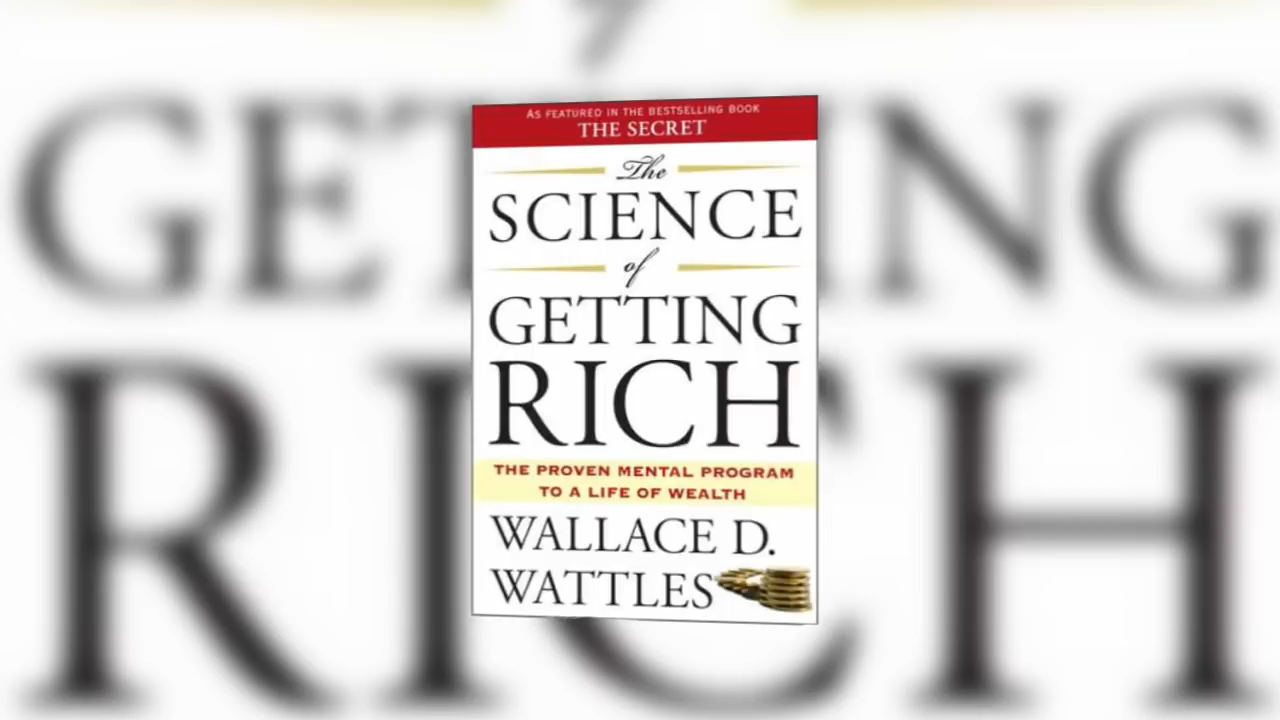 AS FEATURED IN THE BESTSELLING BOOK
THE SECRET
The
SCIENCE
of
GETTING
RICH
THE PROVEN MENTAL PROGRAM
TO A LIFE OF WEALTH
WALLACE D.
WATTLES